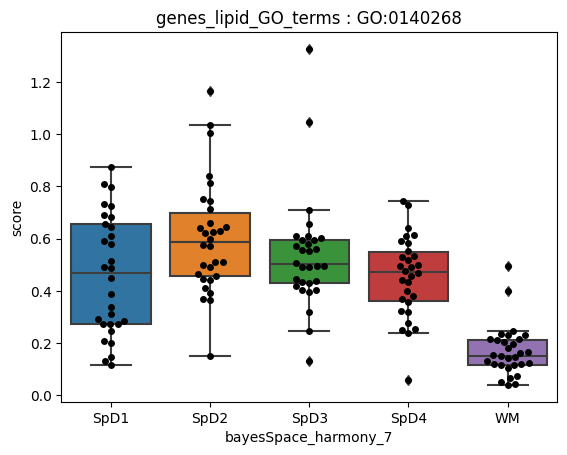 genes_lipid_GO_terms : GO:0140268
score
1.2
1.0
0.8
0.6
0.4
0.2
0.0
SpD1 SpD2 SpD3 SpD4 WM
bayesSpace_harmony_7